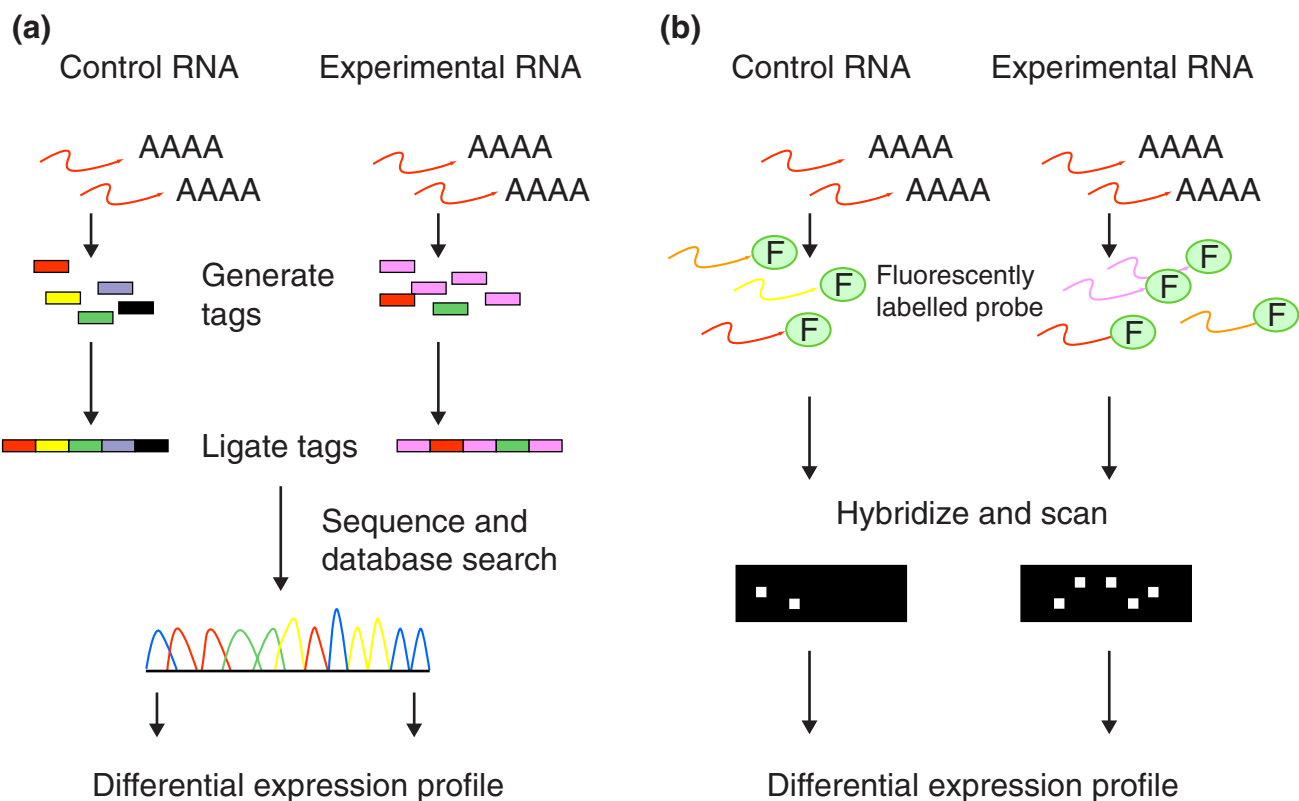 (a)
Control RNA
Experimental RNA
AAAA
AAAA
AAAA
AAAA
Generate
tags
Ligate tags
Sequence and
database search
Differential expression profile
(b)
Control RNA
Experimental RNA
AAAA
AAAA
AAAA
AAAA
F
F
F
Fluorescently
labelled probe
F
F
F
F
Hybridize and scan
Differential expression profile